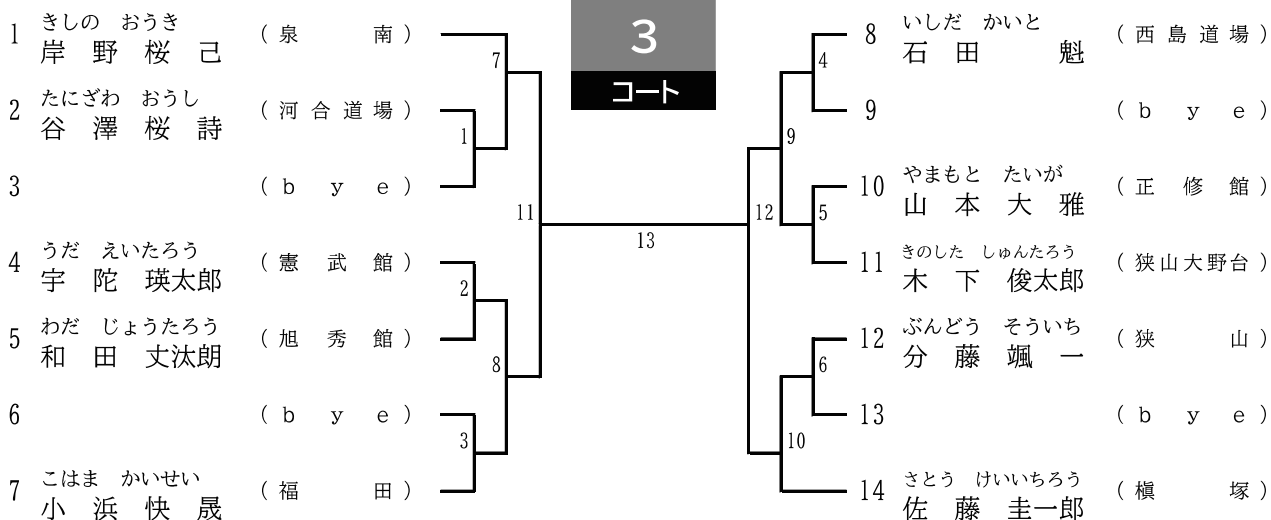 3
コート
きしの おうき
1 岸野桜己 (泉南)
たにざわ おうし
2 谷澤桜詩 (河合道場)
3 (bye)
うだ えいたろう
4 宇陀瑛太郎 (憲武館)
わだ じょうたろう
5 和田丈汰朗 (旭秀館)
6 (bye)
こはま かいせい
7 小浜快晟 (福田)
7
1
2
8
3
11
13
いしだ かいと
8 石田魁 (西島道場)
9 (bye)
やまもと たいが
10 山本大雅 (正修館)
きのした しゅんたろう
11 木下俊太郎 (狭山大野台)
ぶんどう そういち
12 分藤颯一 (狭山)
13 (bye)
さとう けいいちろう
14 佐藤圭一郎 (槇塚)
4
9
5
12
6
10